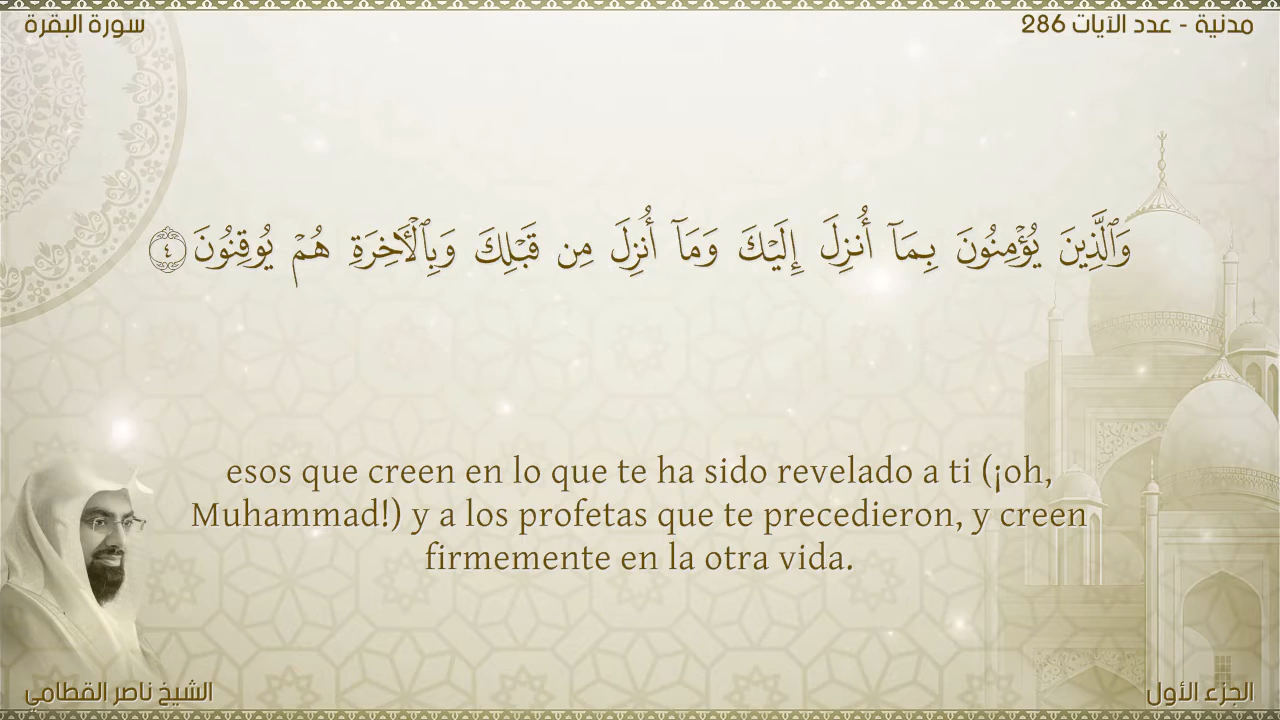 سورة البقرة
مدنية - عدد الآيات 286
وَٱلَّذِينَ يُؤْمِنُونَ بِمَآ أُنزِلَ إِلَيْكَ وَمَآ أُنزِلَ مِن قَبْلِكَ وَبِٱلْـَٔاخِرَةِ هُمْ يُوقِنُونَ ٤
esos que creen en lo que te ha sido revelado a ti (¡oh,
Muhammad!) y a los profetas que te precedieron, y creen
firmemente en la otra vida.
الشيخ ناصر القطامي
الجزء الأول